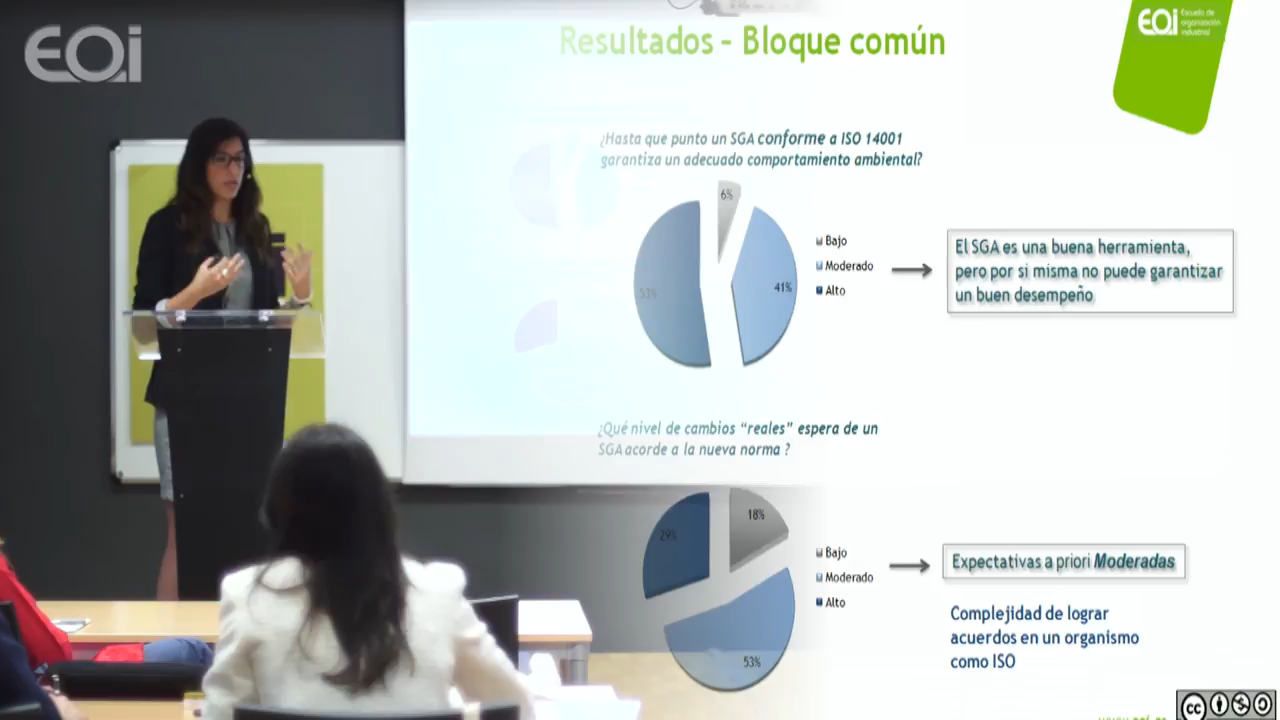 EOi
Resultados - Bloque común
EOi Escuela de
organización
industrial
¿Hasta que punto un SGA conforme a ISO 14001
garantiza un adecuado comportamiento ambiental?
6%
53%
41%
Bajo
Moderado
Alto
El SGA es una buena herramienta,
pero por si misma no puede garantizar
un buen desempeño
¿Qué nivel de cambios “reales” espera de un
SGA acorde a la nueva norma ?
29%
18%
53%
Bajo
Moderado
Alto
Expectativas a priori Moderadas
Complejidad de lograr
acuerdos en un organismo
como ISO
cc